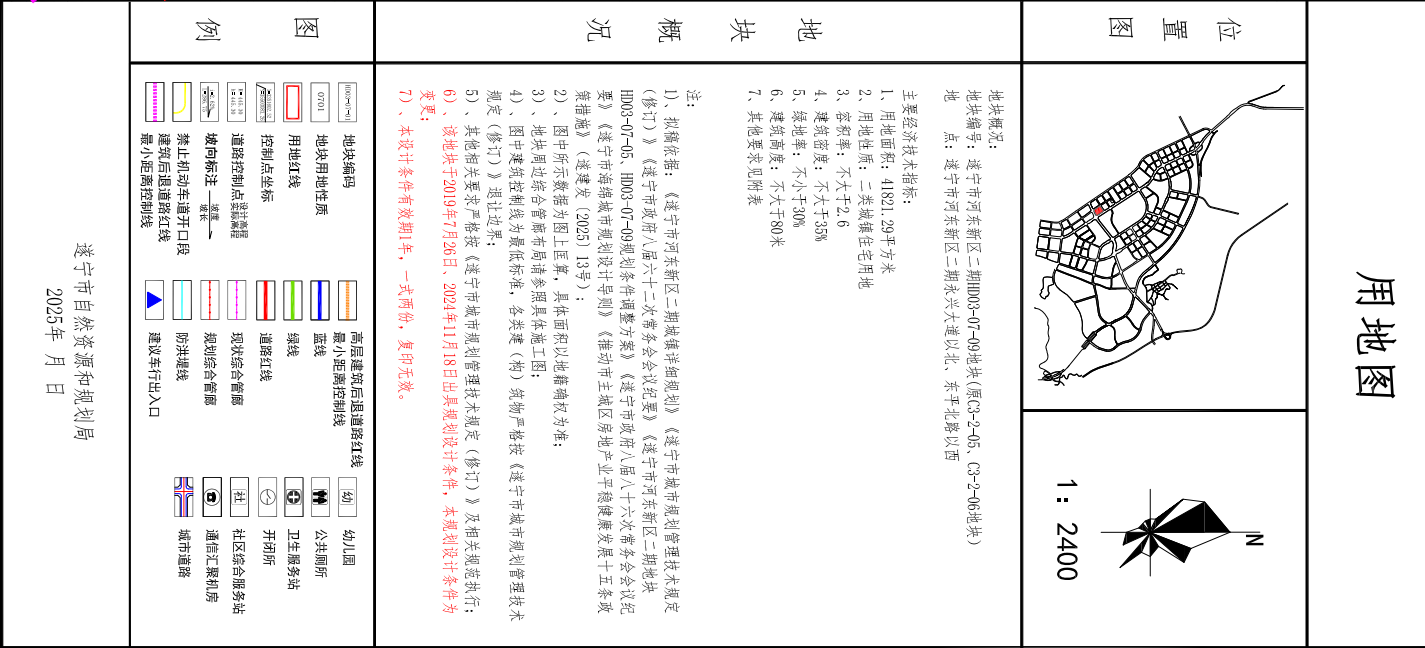 用地图
位置图
N
1: 2400
地块概况
地块概况:
地块编号: 遂宁市河东新区二期HD03-07-09地块(原C3-2-05、C3-2-06地块)
地 点: 遂宁市河东新区二期永兴大道以北、东平北路以西
主要经济技术指标:
1、用地面积: 41821.29平方米
2、用地性质: 二类城镇住宅用地
3、容积率: 不大于2.6
4、建筑密度: 不大于35%
5、绿地率: 不小于30%
6、建筑高度: 不大于80米
7、其他要求见附表
注:
1)、拟稿依据: 《遂宁市河东新区二期城镇详细规划》《遂宁市城市规划管理技术规定
(修订)》《遂宁市政府八届六十二次常务会会议纪要》《遂宁市河东新区二期地块
HD03-07-05、HD03-07-09规划条件调整方案》《遂宁市政府八届八十六次常务会会议纪
要》《遂宁市海绵城市规划设计导则》《推动市主城区房地产业平稳健康发展十五条政
策措施》(遂建发〔2025〕13号);
2)、图中所示数据为图上匡算, 具体面积以地籍确权为准;
3)、地块周边综合管廊布局请参照具体施工图;
4)、图中建筑控制线为最低标准, 各类建(构)筑物严格按《遂宁市城市规划管理技术
规定(修订)》退让边界;
5)、其他相关要求严格按《遂宁市城市规划管理技术规定(修订)》及相关规范执行;
6)、该地块于2019年7月26日、2024年11月18日出具规划设计条件, 本规划设计条件为
变更;
7)、本设计条件有效期1年, 一式两份, 复印无效。
图例
地块编码
0701
地块用地性质
用地红线
控制点坐标
道路控制点 设计高程 实际高程
坡向标注 坡度 坡长
禁止机动车道开口段
建筑后退道路红线
最小距离控制线
高层建筑后退道路红线
最小距离控制线
蓝线
绿线
道路红线
现状综合管廊
规划综合管廊
防洪堤线
建议车行出入口
幼 幼儿园
公共厕所
卫生服务站
开闭所
社 社区综合服务站
通信汇聚机房
城市道路
遂宁市自然资源和规划局
2025年 月 日